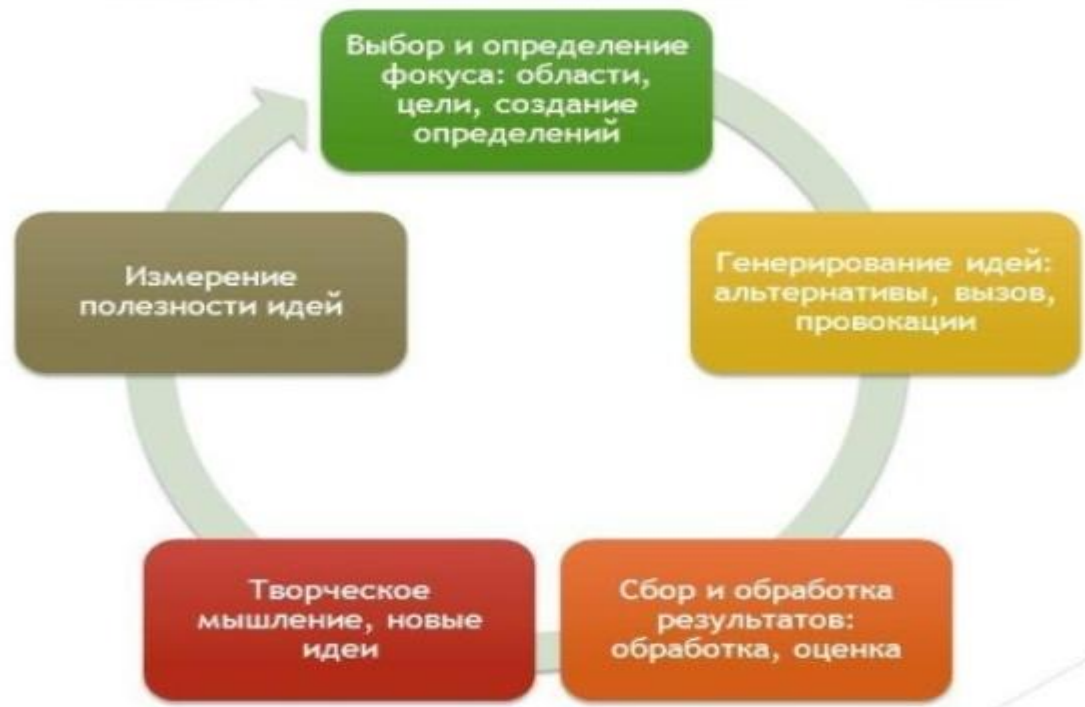 Выбор и определение
фокуса: области,
цели, создание
определений
Генерирование идей:
альтернативы, вызов,
провокации
Сбор и обработка
результатов:
обработка, оценка
Творческое
мышление, новые
идеи
Измерение
полезности идей